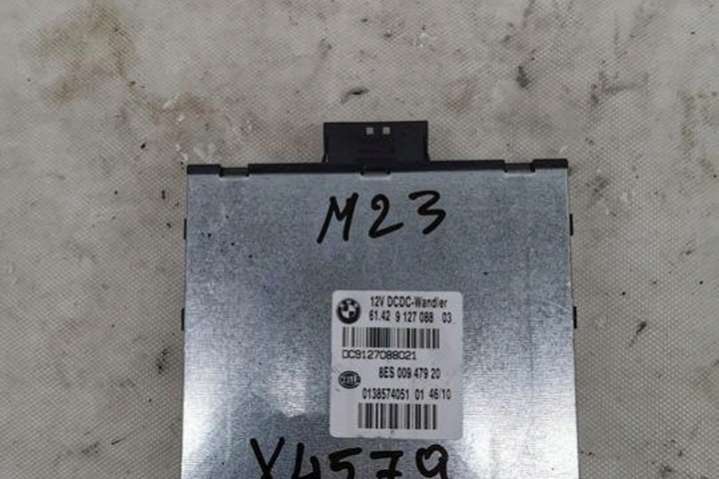 M23
12V DCDC-Wandler
61.42 9 127 088 03
DC9127088021
8ES 009 479 20
0138574051 01 46/10
X4579